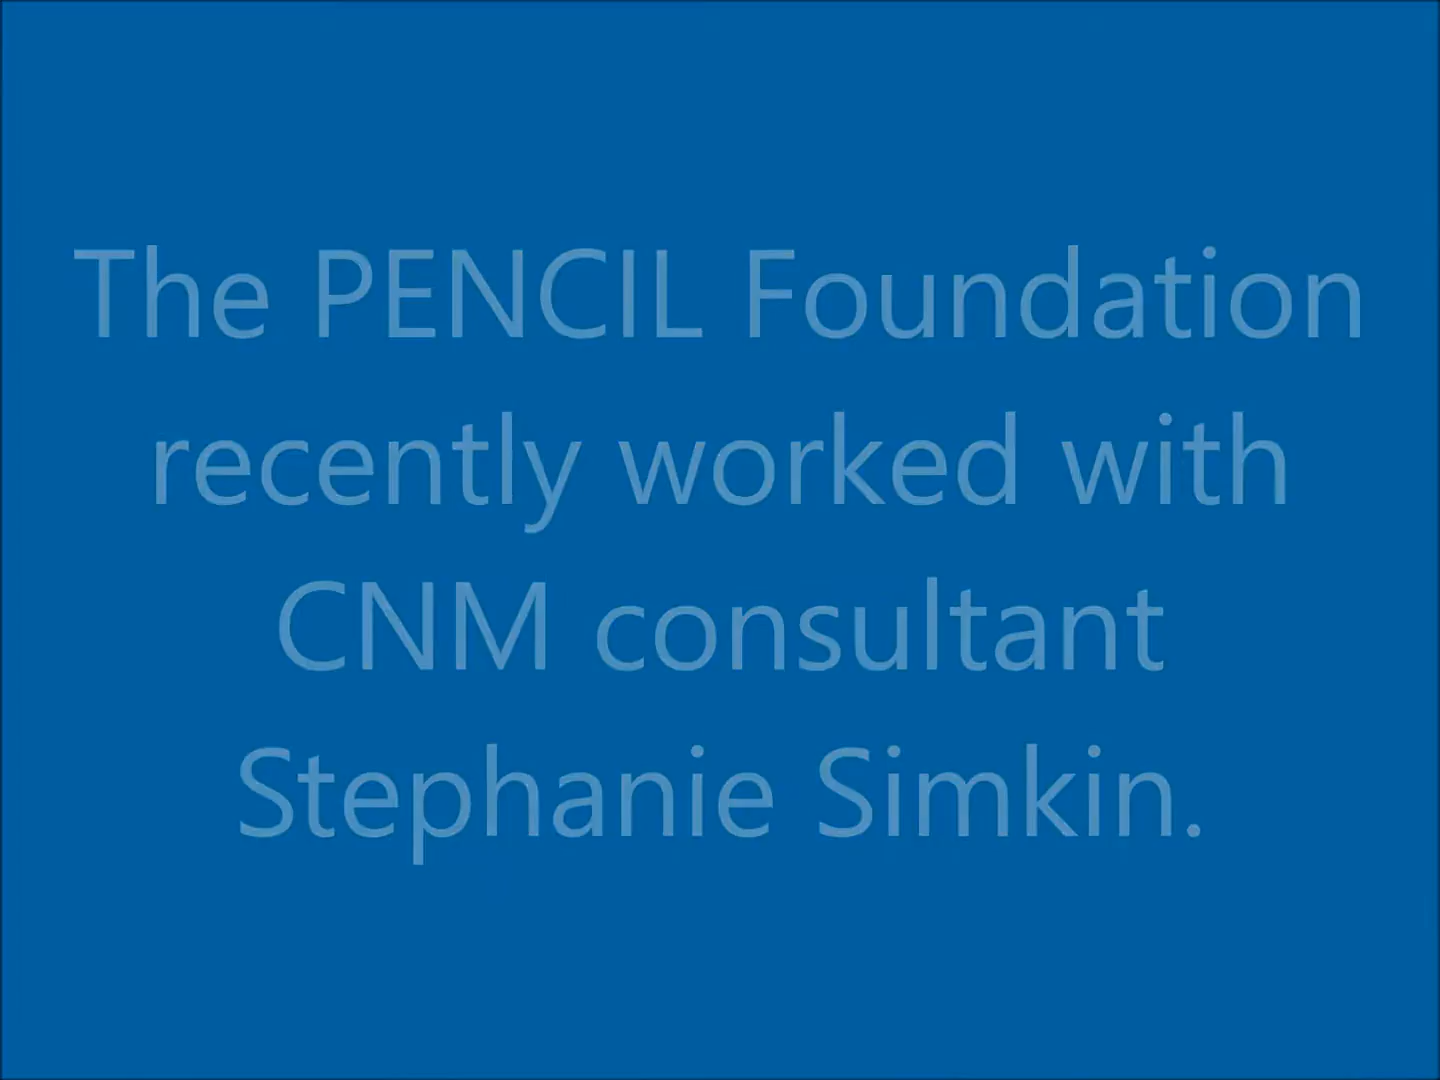 The PENCIL Foundation
recently worked with
CNM consultant
Stephanie Simkin.